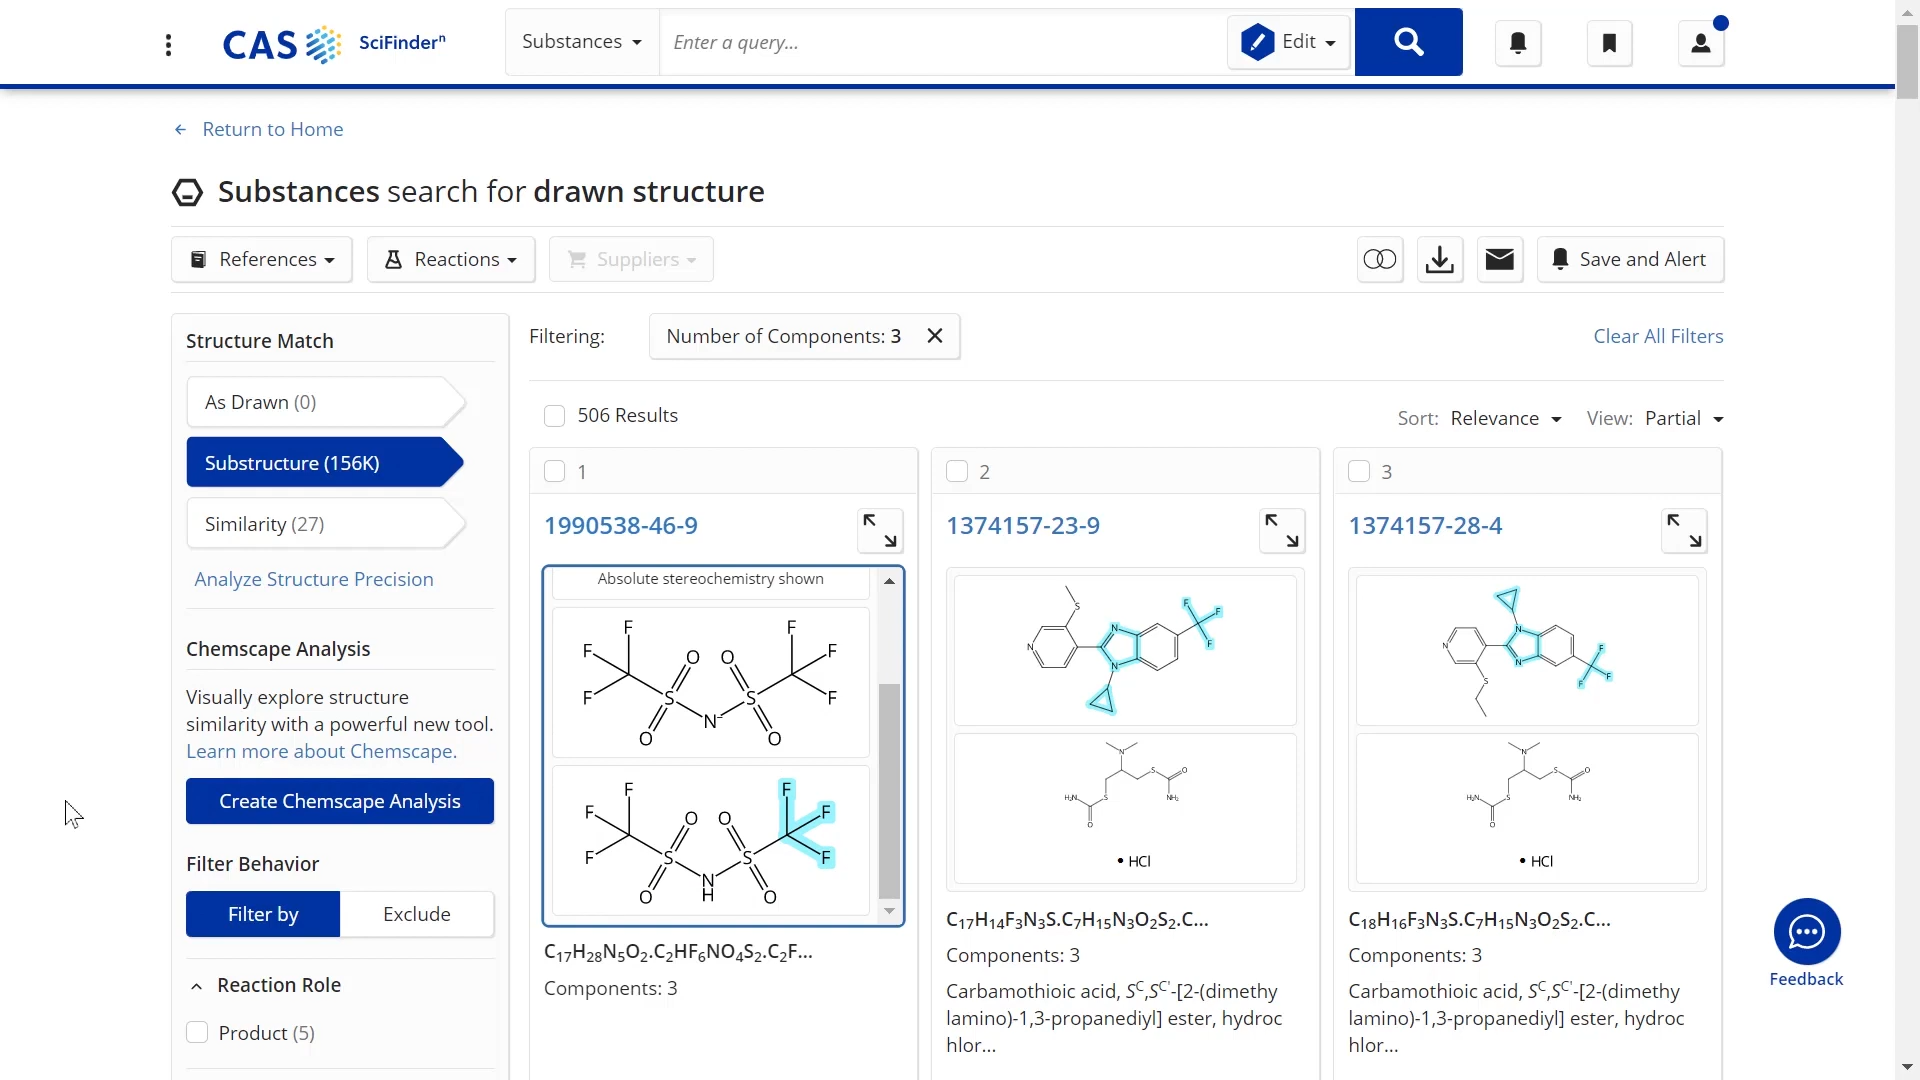 CAS SciFinderⁿ
Substances
Enter a query...
Edit
Return to Home
Substances search for drawn structure
References
Reactions
Suppliers
Save and Alert
Structure Match
As Drawn (0)
Substructure (156K)
Similarity (27)
Analyze Structure Precision
Chemscape Analysis
Visually explore structure
similarity with a powerful new tool.
Learn more about Chemscape.
Create Chemscape Analysis
Filter Behavior
Filter by
Exclude
Reaction Role
Product (5)
Filtering:
Number of Components: 3
Clear All Filters
506 Results
Sort: Relevance
View: Partial
1
1990538-46-9
Absolute stereochemistry shown
F F F O O F F F S S O N⁻ O
F F F O O F F F S S O N H O
C₁₇H₂₈N₅O₂.C₂HF₆NO₄S₂.C₂F...
Components: 3
2
1374157-23-9
S N N N F F F
N S O NH₂ H₂N S O
• HCl
C₁₇H₁₄F₃N₃S.C₇H₁₅N₃O₂S₂.C...
Components: 3
Carbamothioic acid, Sᶜ,Sᶜ'-[2-(dimethy
lamino)-1,3-propanediyl] ester, hydroc
hlor...
3
1374157-28-4
N N N S F F F
N S O NH₂ H₂N S O
• HCl
C₁₈H₁₆F₃N₃S.C₇H₁₅N₃O₂S₂.C...
Components: 3
Carbamothioic acid, Sᶜ,Sᶜ'-[2-(dimethy
lamino)-1,3-propanediyl] ester, hydroc
hlor...
Feedback